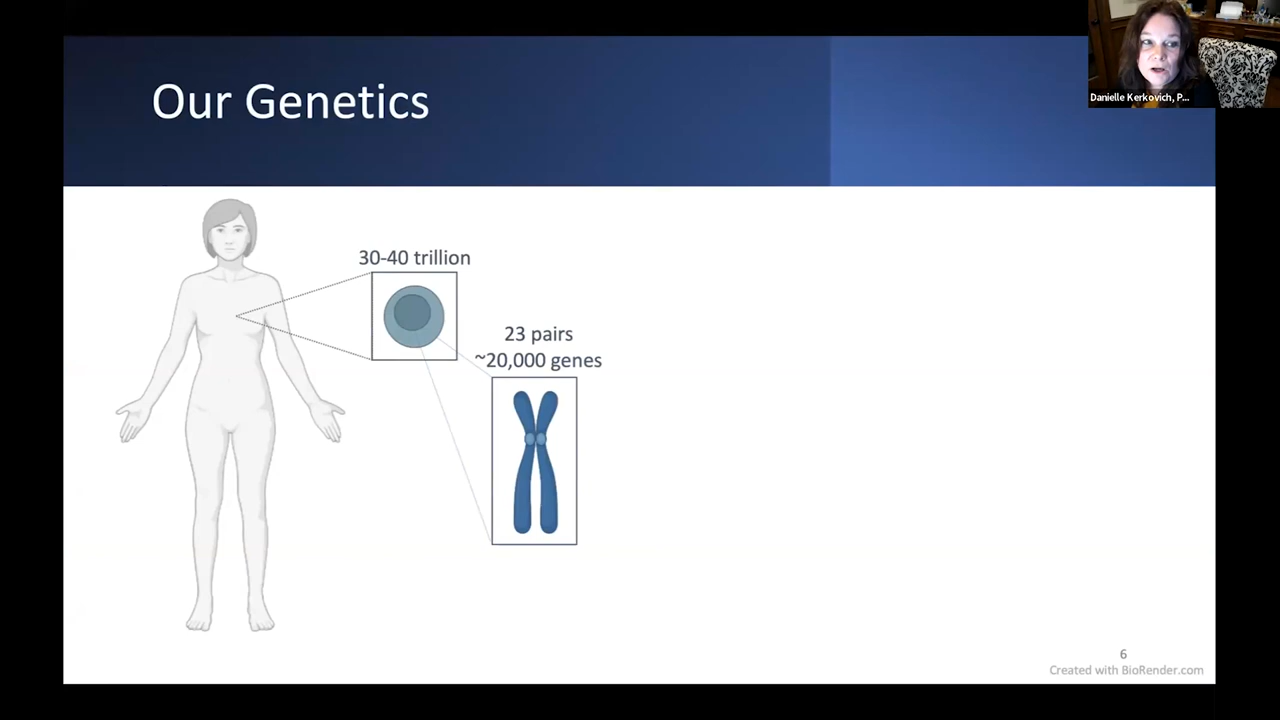 Our Genetics
Danielle Kerkovich, P...
30-40 trillion
23 pairs
~20,000 genes
6
Created with BioRender.com